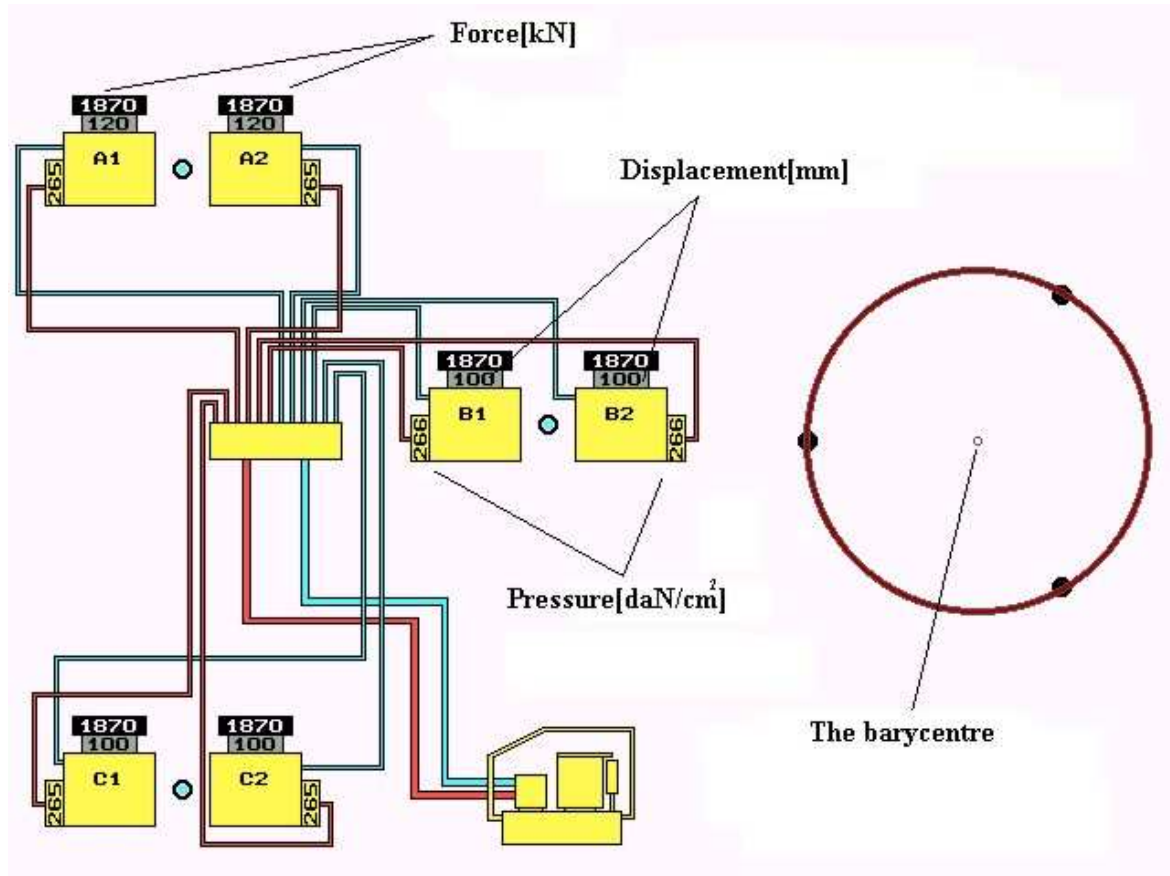 Force[kN]
1870
120
A1
265
1870
120
A2
265
Displacement[mm]
1870
100
B1
266
1870
100
B2
266
Pressure[daN/cm²]
The barycentre
1870
100
C1
265
1870
100
C2
265